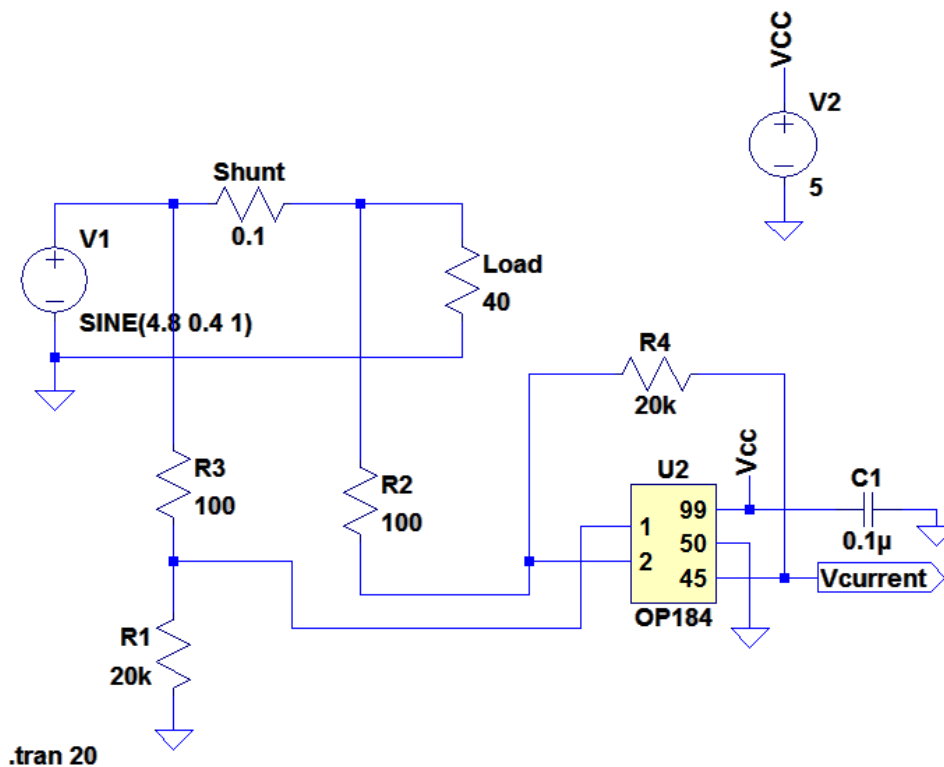 VCC
V2
5
Shunt
0.1
V1
SINE(4.8 0.4 1)
Load
40
R4
20k
R3
100
R2
100
Vcc
U2
C1
0.1µ
1
2
99
50
45
OP184
Vcurrent
R1
20k
.tran 20